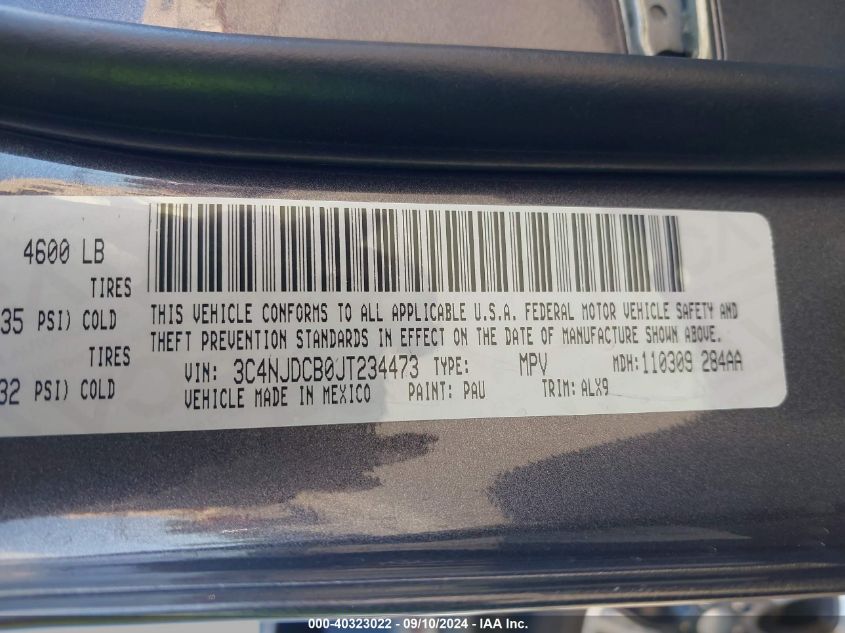 4600 LB
TIRES
35 PSI) COLD
TIRES
32 PSI) COLD
THIS VEHICLE CONFORMS TO ALL APPLICABLE U.S.A. FEDERAL MOTOR VEHICLE SAFETY AND
THEFT PREVENTION STANDARDS IN EFFECT ON THE DATE OF MANUFACTURE SHOWN ABOVE.
VIN: 3C4NJDCB0JT234473 TYPE: MPV MDH:110309 284AA
VEHICLE MADE IN MEXICO PAINT: PAU TRIM: ALX9
000-40323022 - 09/10/2024 - IAA Inc.